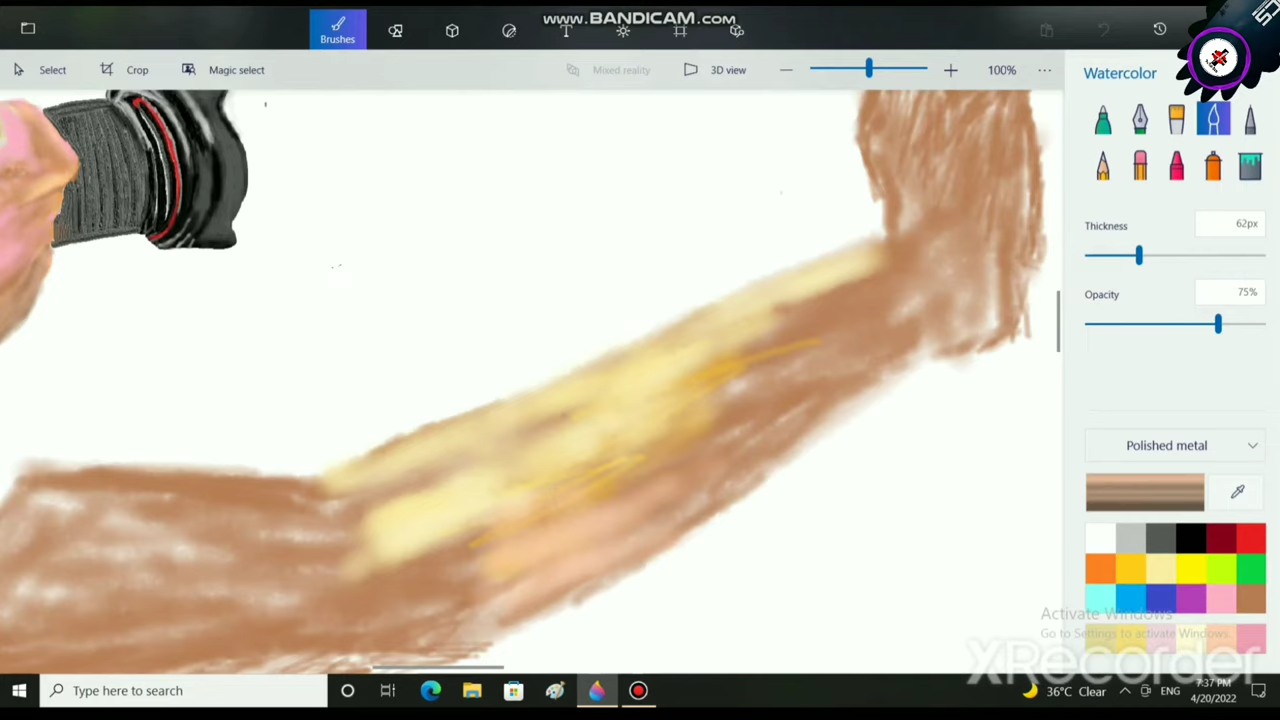 www.BANDICAM.com
Brushes
Select
Crop
Magic select
Mixed reality
3D view
100%
Watercolor
Thickness
62px
Opacity
75%
Polished metal
Activate Windows
Go to Settings to activate Windows.
XRecorder
Type here to search
36°C Clear
ENG
7:37 PM
4/20/2022